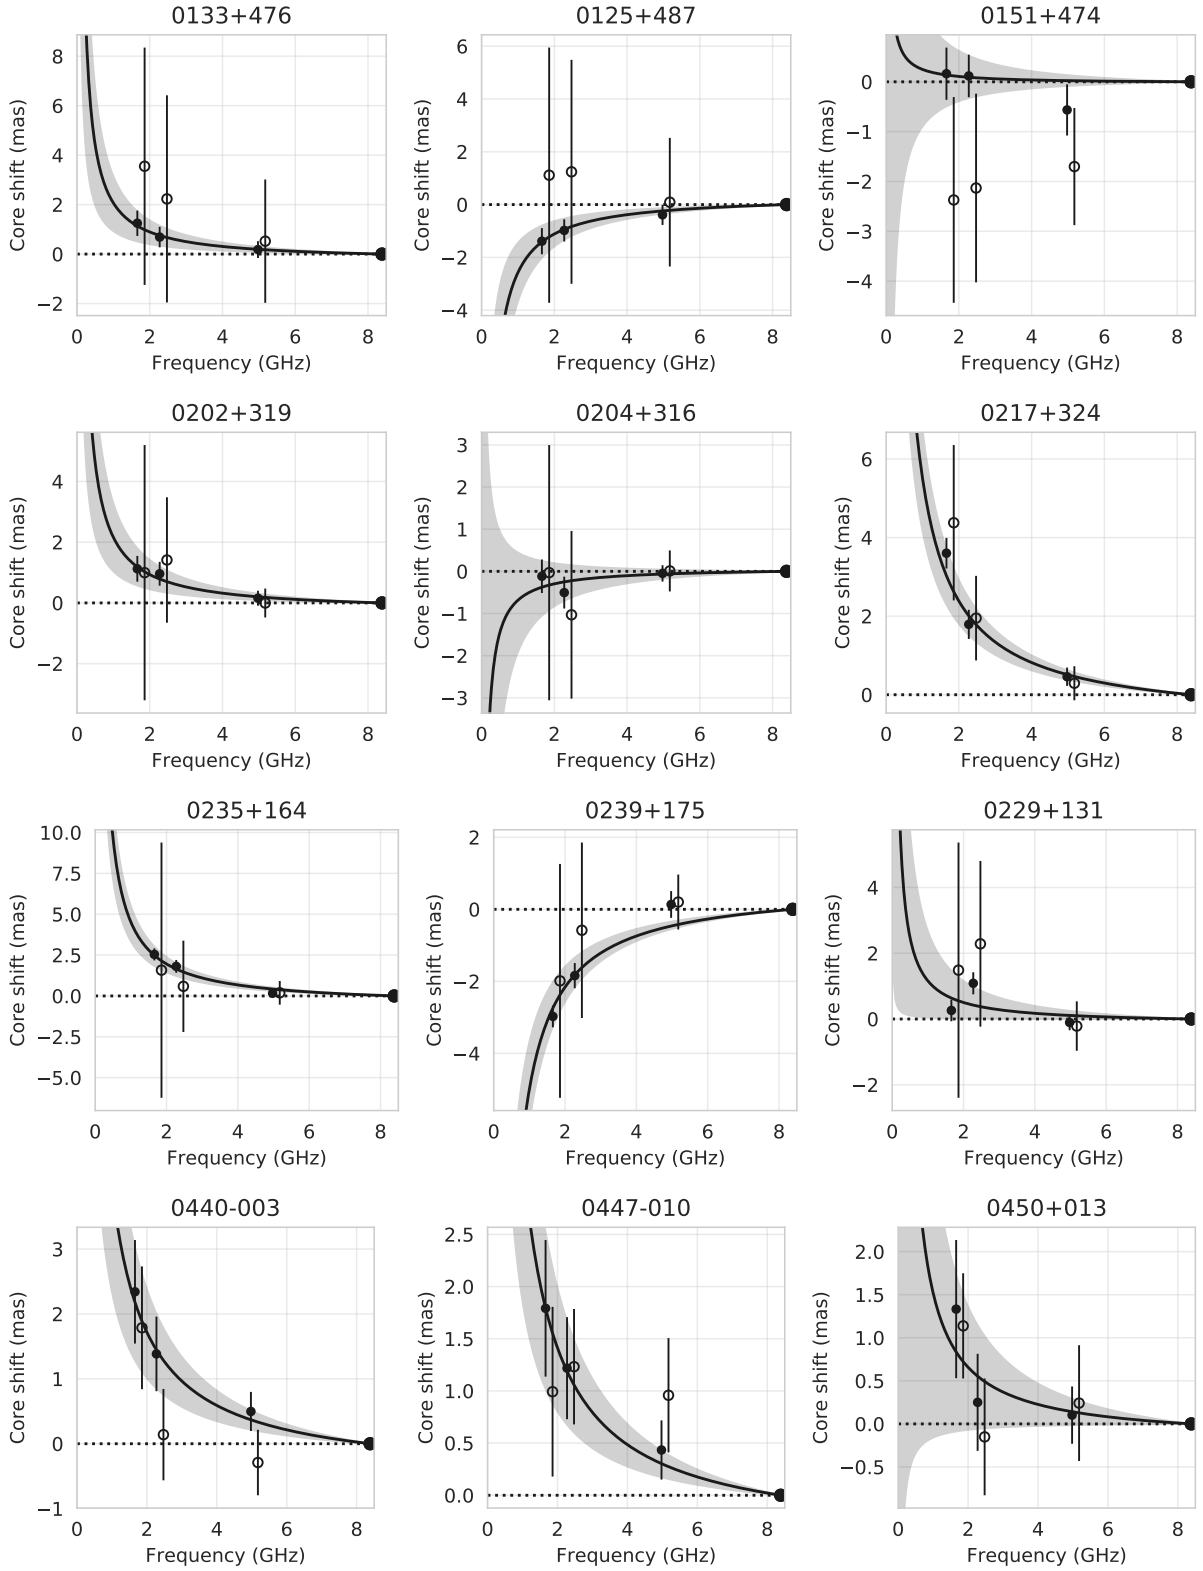 0133+476
0125+487
0151+474
8
6
4
2
0
−2
Core shift (mas)
0 2 4 6 8
Frequency (GHz)
6
4
2
0
−2
−4
Core shift (mas)
0 2 4 6 8
Frequency (GHz)
0
−1
−2
−3
−4
Core shift (mas)
0 2 4 6 8
Frequency (GHz)
0202+319
0204+316
0217+324
4
2
0
−2
Core shift (mas)
0 2 4 6 8
Frequency (GHz)
3
2
1
0
−1
−2
−3
Core shift (mas)
0 2 4 6 8
Frequency (GHz)
6
4
2
0
Core shift (mas)
0 2 4 6 8
Frequency (GHz)
0235+164
0239+175
0229+131
10.0
7.5
5.0
2.5
0.0
−2.5
−5.0
Core shift (mas)
0 2 4 6 8
Frequency (GHz)
2
0
−2
−4
Core shift (mas)
0 2 4 6 8
Frequency (GHz)
4
2
0
−2
Core shift (mas)
0 2 4 6 8
Frequency (GHz)
0440-003
0447-010
0450+013
3
2
1
0
−1
Core shift (mas)
0 2 4 6 8
Frequency (GHz)
2.5
2.0
1.5
1.0
0.5
0.0
Core shift (mas)
0 2 4 6 8
Frequency (GHz)
2.0
1.5
1.0
0.5
0.0
−0.5
Core shift (mas)
0 2 4 6 8
Frequency (GHz)